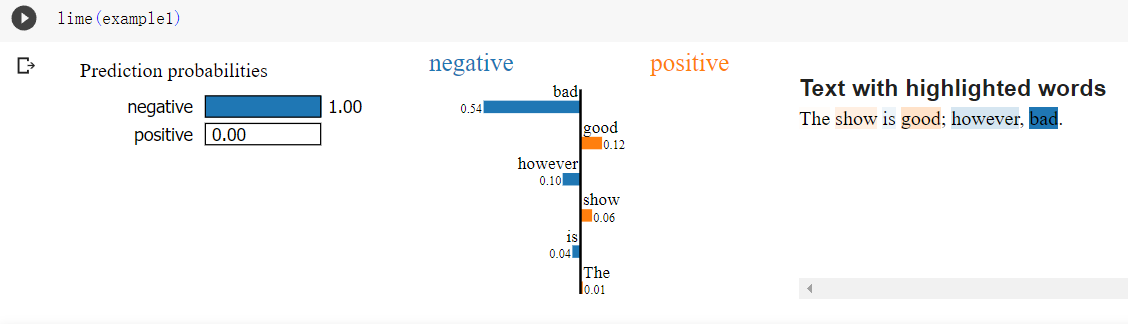 lime(example1)
Prediction probabilities
negative 1.00
positive 0.00
negative positive
bad
0.54
good
0.12
however
0.10
show
0.06
is
0.04
The
0.01
Text with highlighted words
The show is good; however, bad.